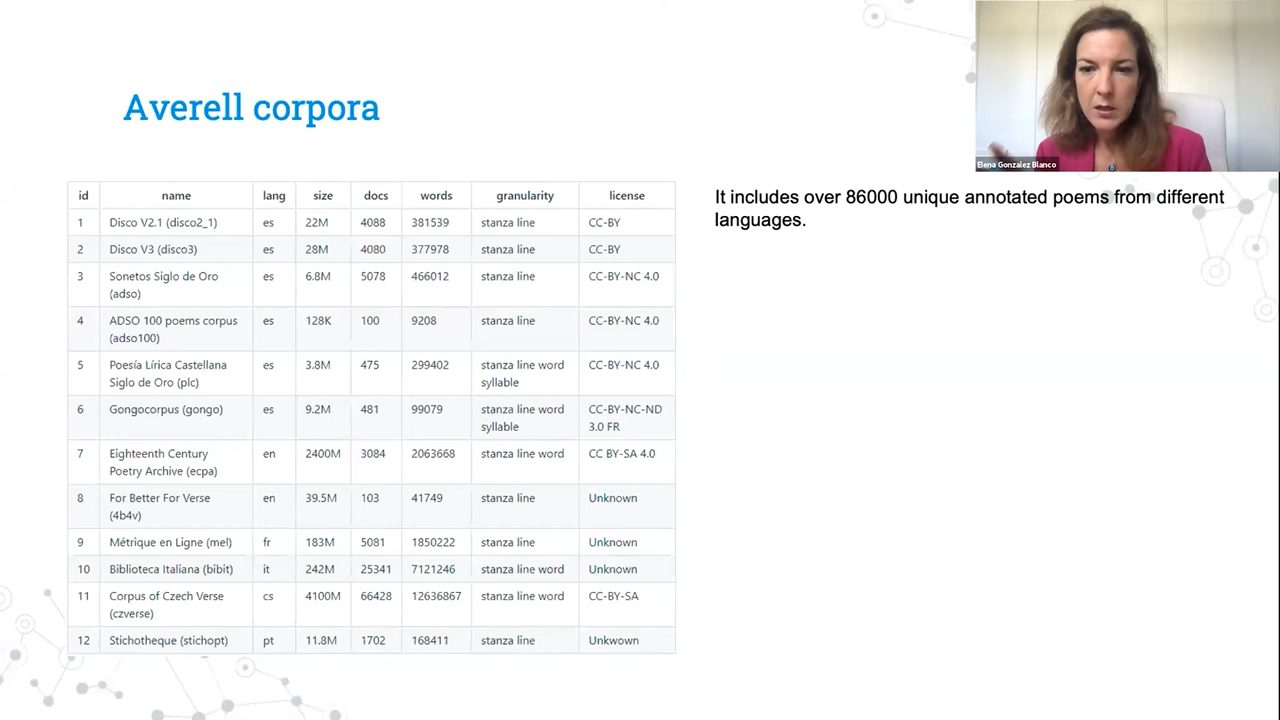 Averell corpora
Elena Gonzalez Blanco
id name lang size docs words granularity license
1 Disco V2.1 (disco2_1) es 22M 4088 381539 stanza line CC-BY
2 Disco V3 (disco3) es 28M 4080 377978 stanza line CC-BY
3 Sonetos Siglo de Oro es 6.8M 5078 466012 stanza line CC-BY-NC 4.0
(adso)
4 ADSO 100 poems corpus es 128K 100 9208 stanza line CC-BY-NC 4.0
(adso100)
5 Poesía Lírica Castellana es 3.8M 475 299402 stanza line word CC-BY-NC 4.0
Siglo de Oro (plc) syllable
6 Gongocorpus (gongo) es 9.2M 481 99079 stanza line word CC-BY-NC-ND
syllable 3.0 FR
7 Eighteenth Century en 2400M 3084 2063668 stanza line word CC BY-SA 4.0
Poetry Archive (ecpa)
8 For Better For Verse en 39.5M 103 41749 stanza line Unknown
(4b4v)
9 Métrique en Ligne (mel) fr 183M 5081 1850222 stanza line Unknown
10 Biblioteca Italiana (bibit) it 242M 25341 7121246 stanza line word Unknown
11 Corpus of Czech Verse cs 4100M 66428 12636867 stanza line word CC-BY-SA
(czverse)
12 Stichotheque (stichopt) pt 11.8M 1702 168411 stanza line Unkwown
It includes over 86000 unique annotated poems from different
languages.